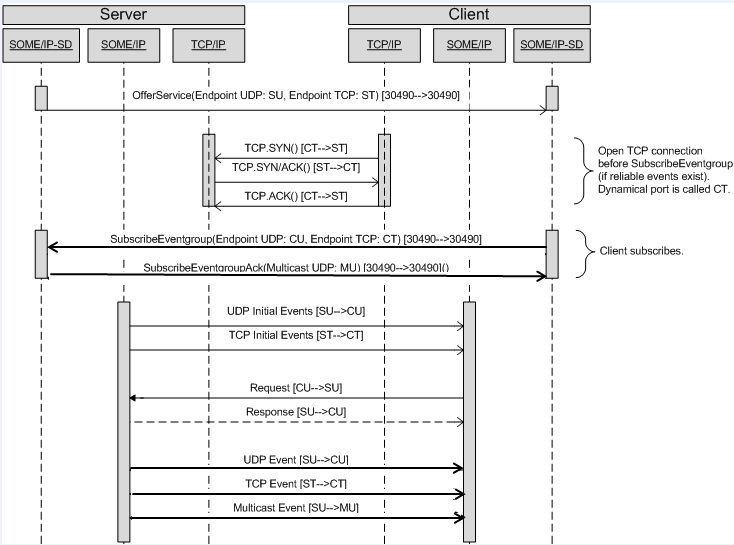 Server
Client
SOME/IP-SD
SOME/IP
TCP/IP
TCP/IP
SOME/IP
SOME/IP-SD
OfferService(Endpoint UDP: SU, Endpoint TCP: ST) [30490-->30490]
TCP.SYN() [CT-->ST]
TCP.SYN/ACK() [ST-->CT]
TCP.ACK() [CT-->ST]
Open TCP connection
before SubscribeEventgroup
(if reliable events exist).
Dynamical port is called CT.
SubscribeEventgroup(Endpoint UDP: CU, Endpoint TCP: CT) [30490-->30490]
Client subscribes.
SubscribeEventgroupAck(Multicast UDP: MU) [30490-->30490]()
UDP Initial Events [SU-->CU]
TCP Initial Events [ST-->CT]
Request [CU-->SU]
Response [SU-->CU]
UDP Event [SU-->CU]
TCP Event [ST-->CT]
Multicast Event [SU-->MU]